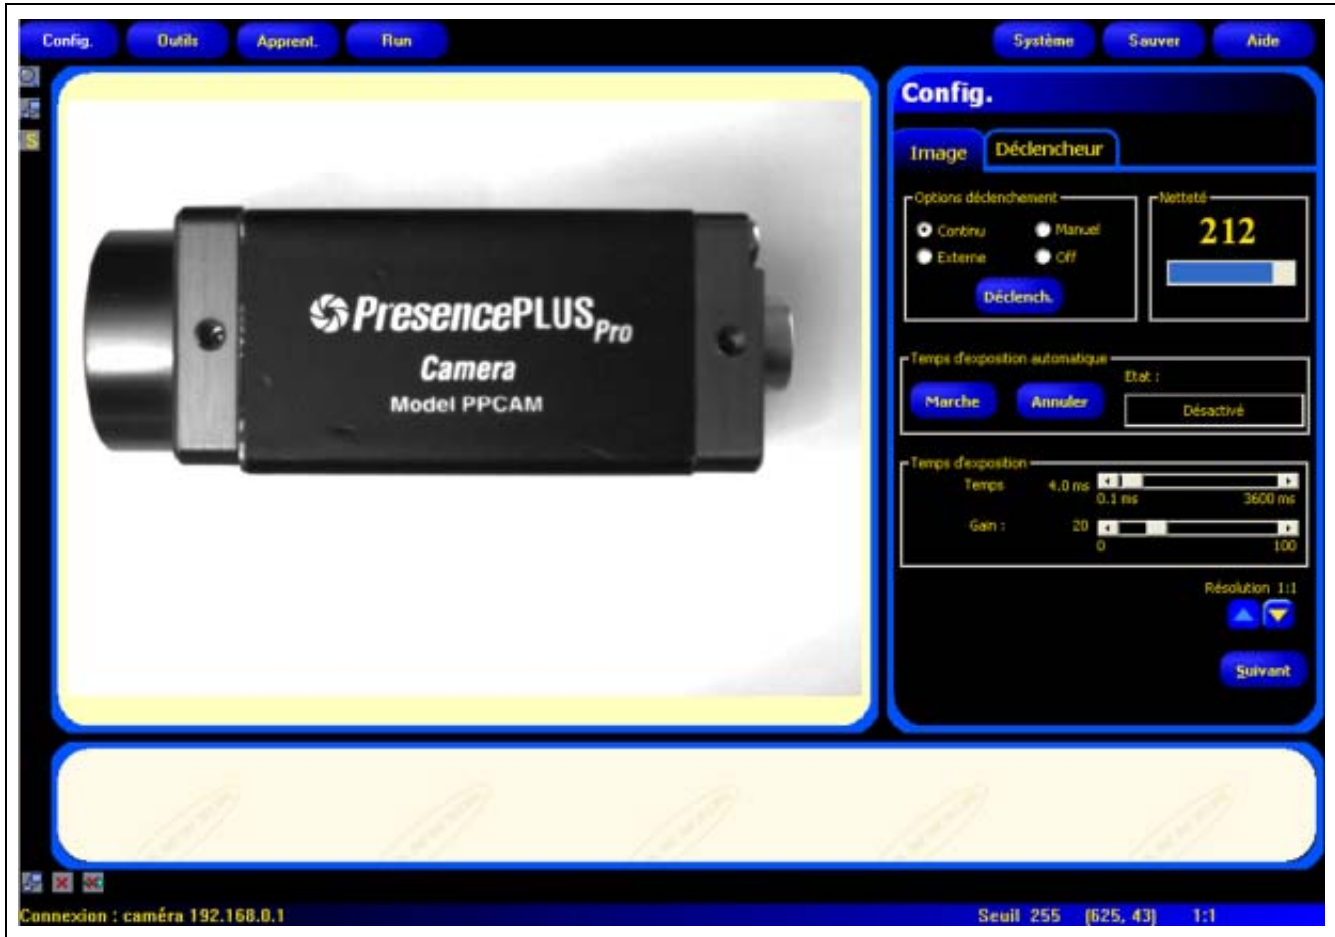 Config. Outils Apprent. Run Système Sauver Aide
S
PresencePLUS Pro
Camera
Model PPCAM
Config.
Image Déclencheur
Options déclenchement Netteté
Continu Manuel 212
Externe Off
Déclench.
Temps d'exposition automatique
Etat :
Marche Annuler Désactivé
Temps d'exposition
Temps 4.0 ms
0.1 ms 3600 ms
Gain : 20
0 100
Résolution 1:1
Suivant
Connexion : caméra 192.168.0.1 Seuil 255 (625, 43) 1:1